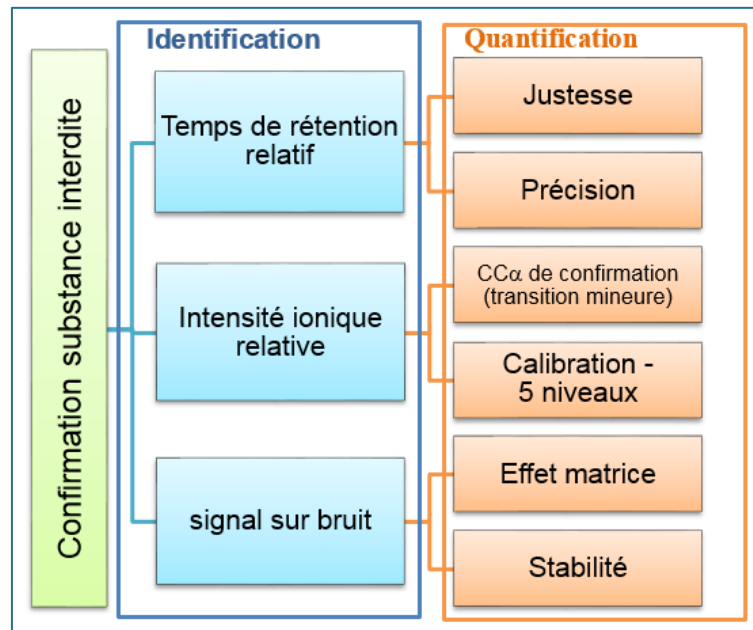 Confirmation substance interdite
Identification
Temps de rétention
relatif
Intensité ionique
relative
signal sur bruit
Quantification
Justesse
Précision
CCα de confirmation
(transition mineure)
Calibration -
5 niveaux
Effet matrice
Stabilité